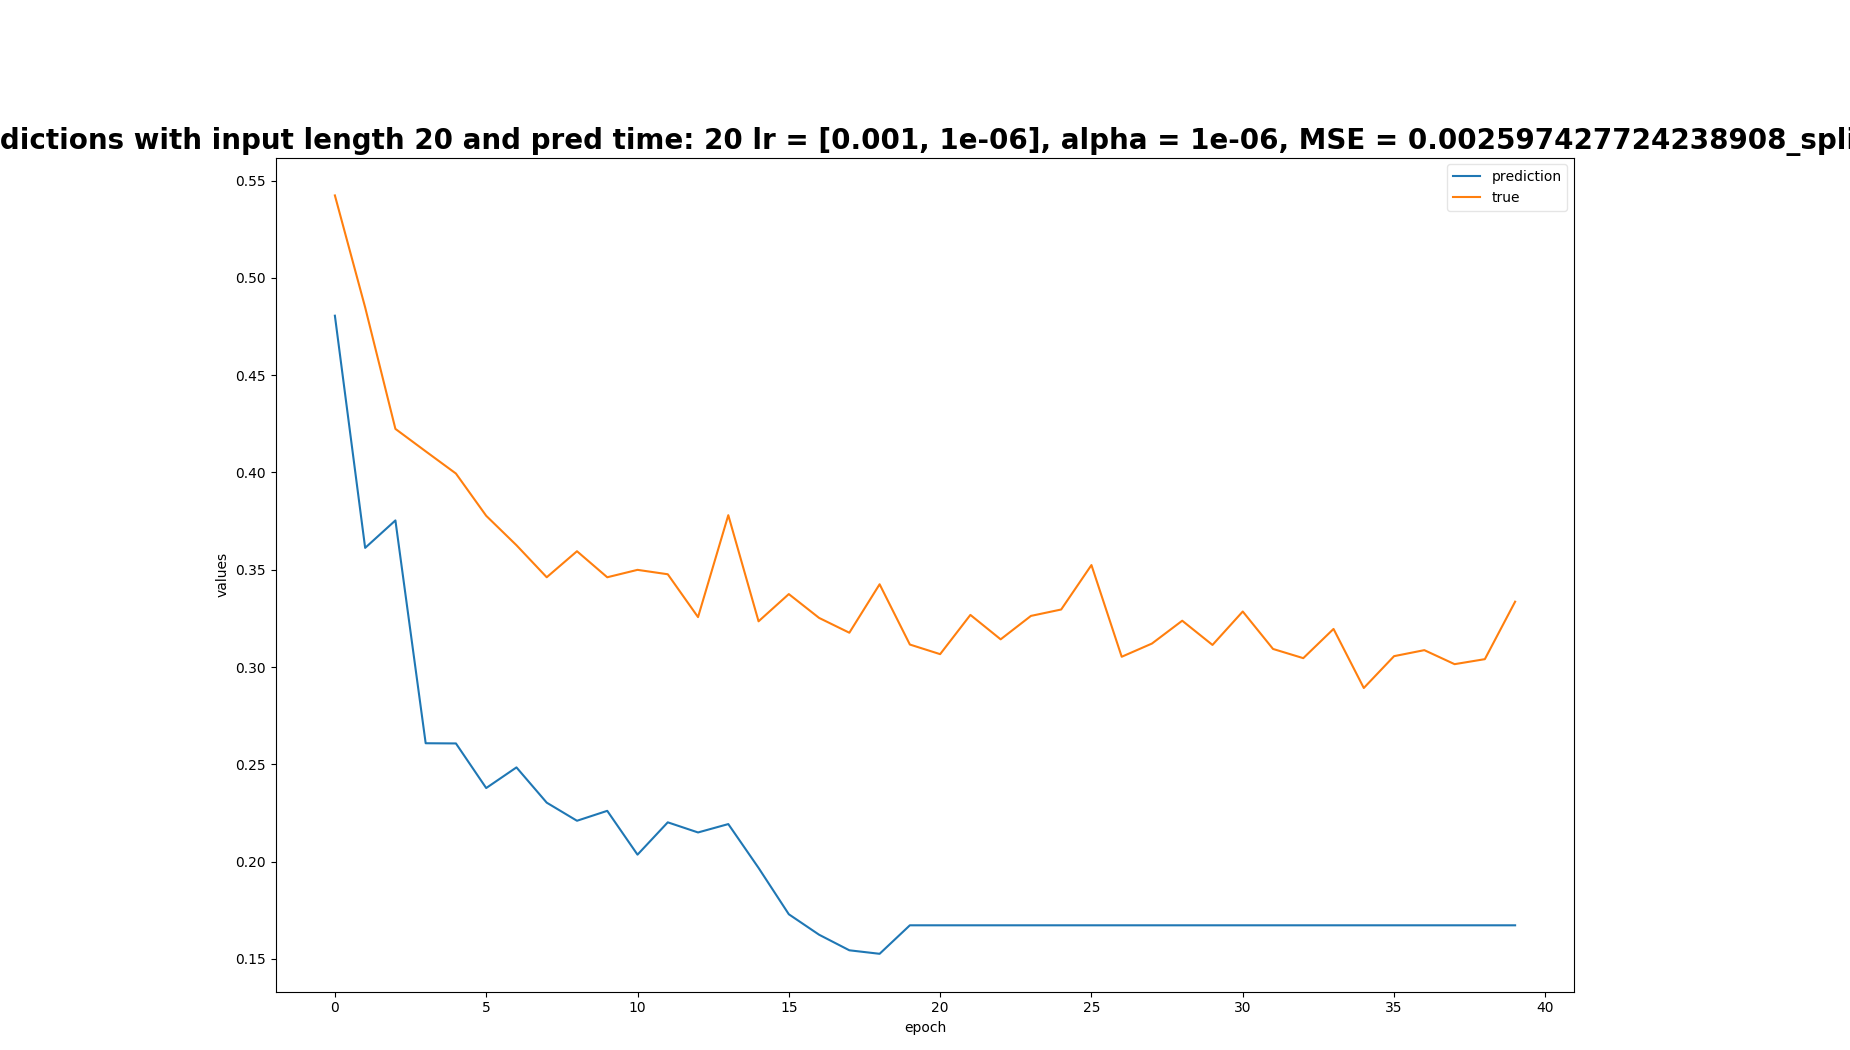 dictions with input length 20 and pred time: 20 lr = [0.001, 1e-06], alpha = 1e-06, MSE = 0.002597427724238908_spli
prediction
true
0.55
0.50
0.45
0.40
0.35
0.30
0.25
0.20
0.15
values
0 5 10 15 20 25 30 35 40
epoch